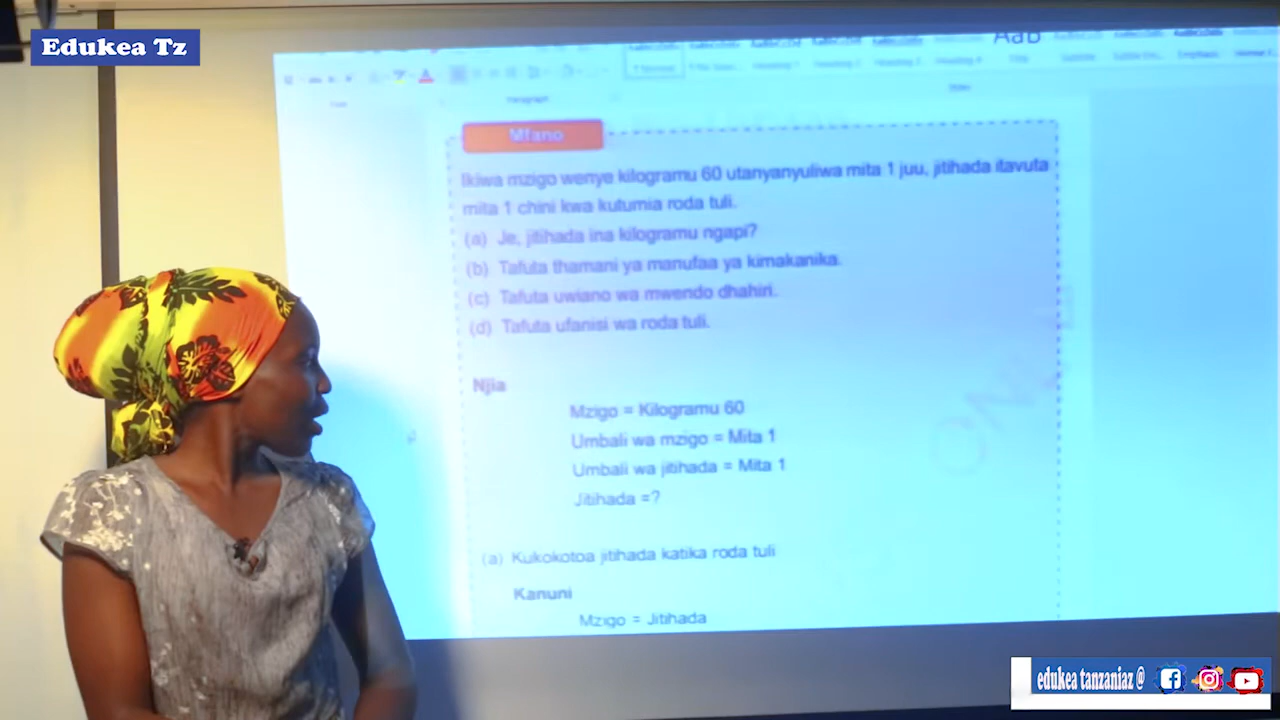 Edukea Tz
AaB
Mfano
Ikiwa mzigo wenye kilogramu 60 utanyanyuliwa mita 1 juu, jitihada itavuta
mita 1 chini kwa kutumia roda tuli.
(a) Je, jitihada ina kilogramu ngapi?
(b) Tafuta thamani ya manufaa ya kimakanika.
(c) Tafuta uwiano wa mwendo dhahiri.
(d) Tafuta ufanisi wa roda tuli.
Njia
Mzigo = Kilogramu 60
Umbali wa mzigo = Mita 1
Umbali wa jitihada = Mita 1
Jitihada =?
(a) Kukokotoa jitihada katika roda tuli
Kanuni
Mzigo = Jitihada
edukea tanzaniaz @